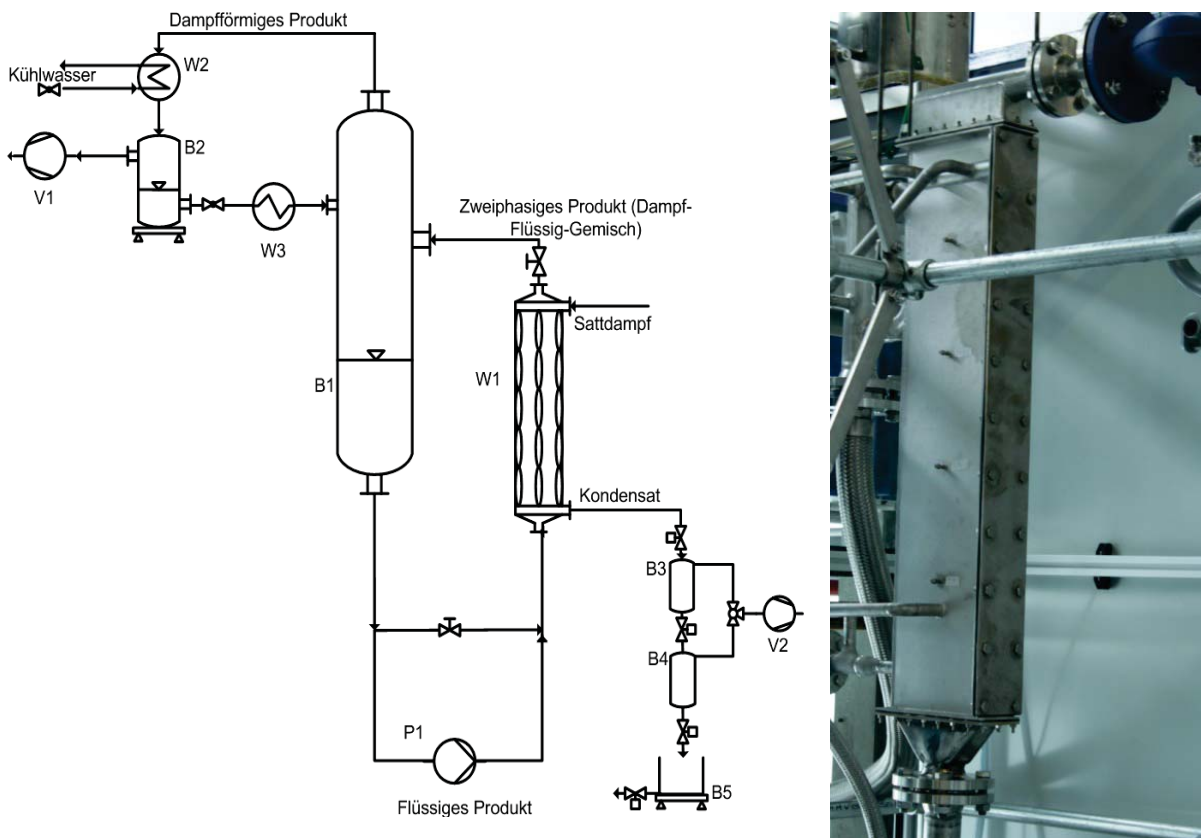 Dampfförmiges Produkt
W2
Kühlwasser
B2
V1
W3
Zweiphasiges Produkt (Dampf-
Flüssig-Gemisch)
Sattdampf
B1
W1
Kondensat
B3
V2
B4
P1
B5
Flüssiges Produkt